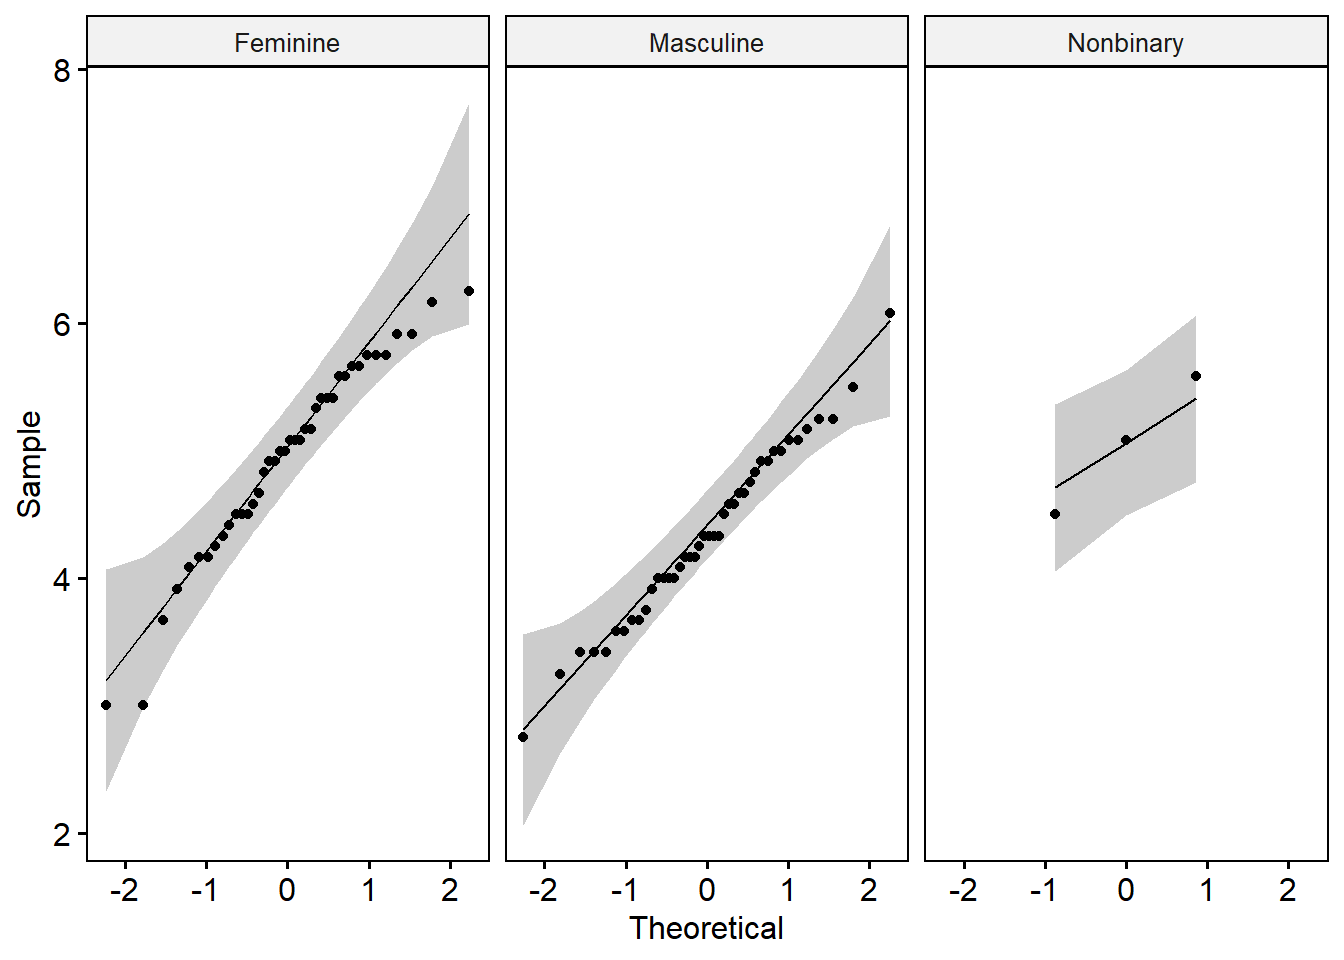 Feminine Masculine Nonbinary
8
6
4
2
Sample
-2 -1 0 1 2 -2 -1 0 1 2 -2 -1 0 1 2
Theoretical